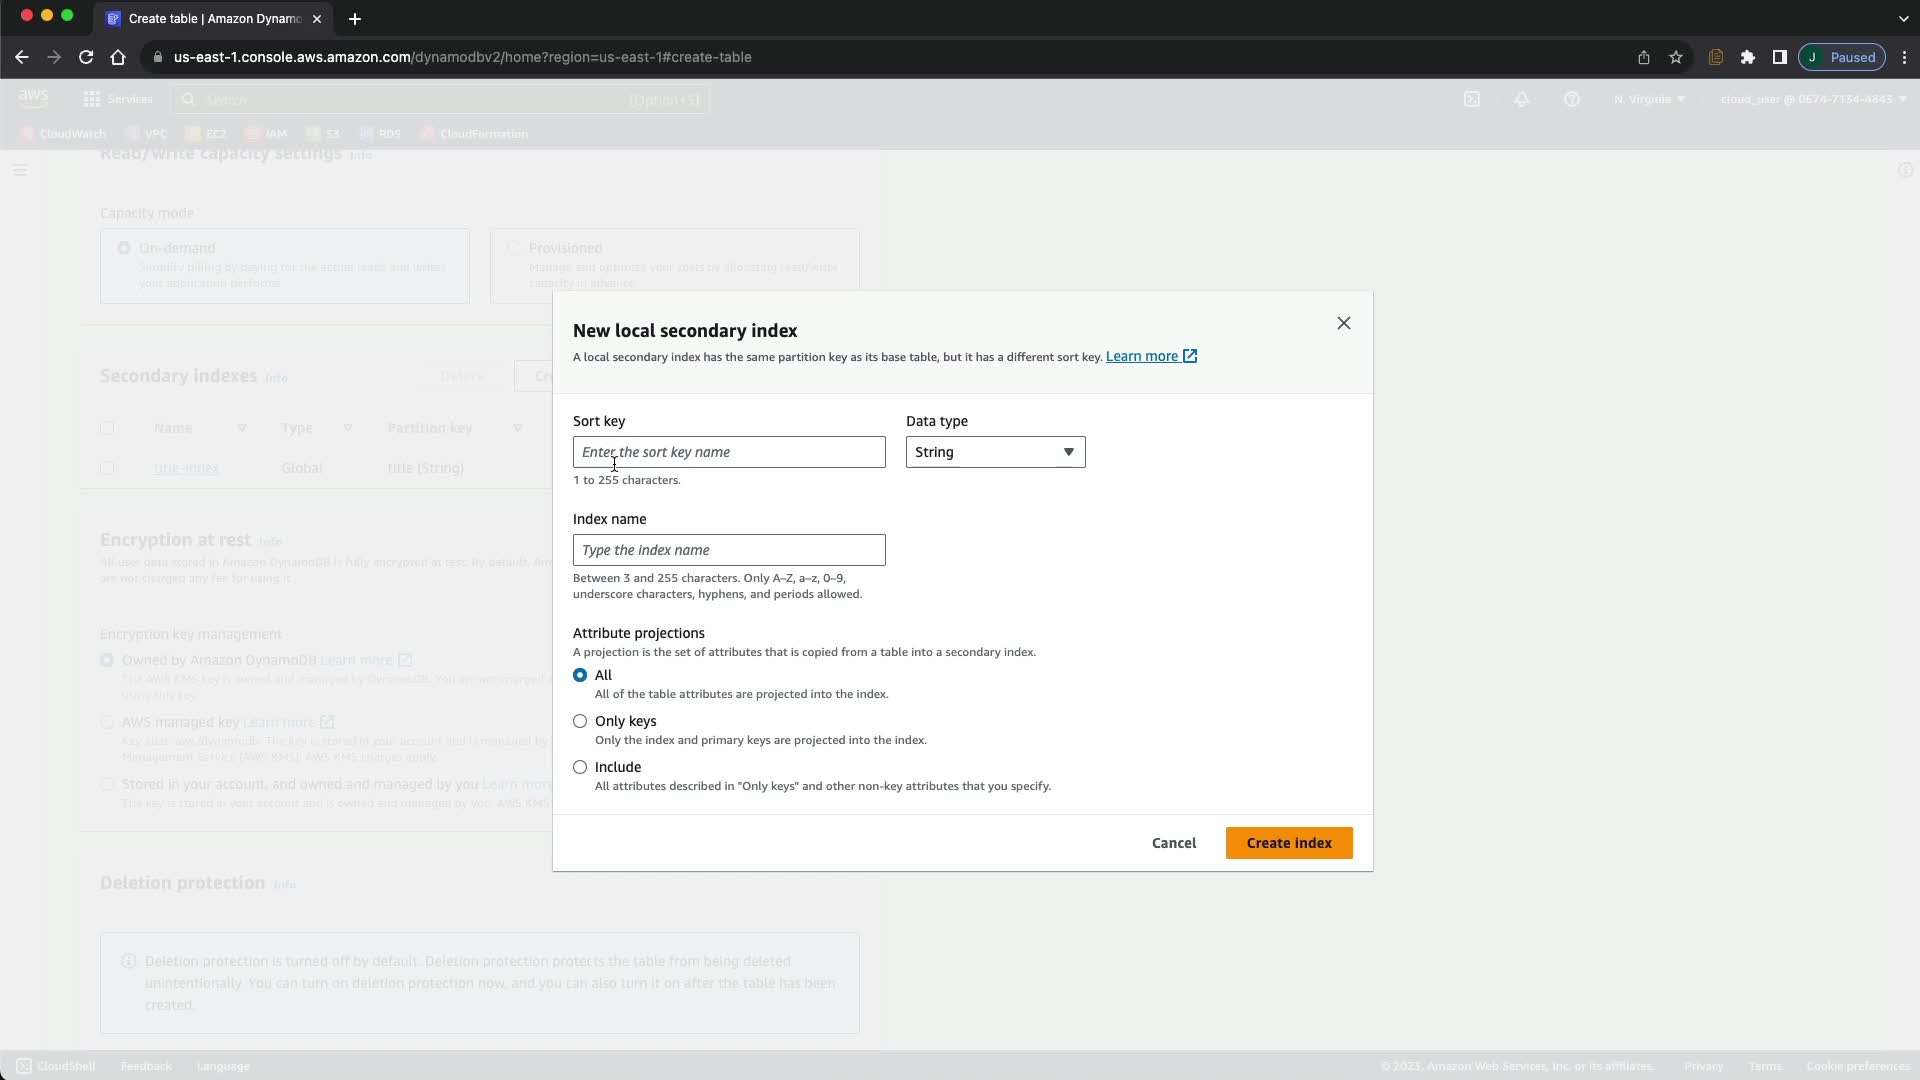 Create table | Amazon Dynamo
us-east-1.console.aws.amazon.com/dynamodbv2/home?region=us-east-1#create-table
J Paused
aws
Services
Search
[Option+S]
N. Virginia
cloud_user @ 0674-7134-4843
CloudWatch
VPC
EC2
IAM
S3
RDS
CloudFormation
Read/write capacity settings Info
Capacity mode
On-demand
Simplify billing by paying for the actual reads and writes
your application performs.
Provisioned
Manage and optimize your costs by allocating read/write
capacity in advance.
Secondary indexes Info
Delete
Cre
Name
Type
Partition key
title-index
Global
title (String)
Encryption at rest Info
All user data stored in Amazon DynamoDB is fully encrypted at rest. By default, Am
are not charged any fee for using it.
Encryption key management
Owned by Amazon DynamoDB Learn more
The AWS KMS key is owned and managed by DynamoDB. You are not charged a
using this key.
AWS managed key Learn more
Key alias: aws/dynamodb. The key is stored in your account and is managed by
Management Service (AWS KMS). AWS KMS charges apply.
Stored in your account, and owned and managed by you Learn more
The key is stored in your account and is owned and managed by you. AWS KMS
Deletion protection Info
Deletion protection is turned off by default. Deletion protection protects the table from being deleted
unintentionally. You can turn on deletion protection now, and you can also turn it on after the table has been
created.
New local secondary index
A local secondary index has the same partition key as its base table, but it has a different sort key. Learn more
Sort key
Enter the sort key name
1 to 255 characters.
Data type
String
Index name
Type the index name
Between 3 and 255 characters. Only A–Z, a–z, 0–9,
underscore characters, hyphens, and periods allowed.
Attribute projections
A projection is the set of attributes that is copied from a table into a secondary index.
All
All of the table attributes are projected into the index.
Only keys
Only the index and primary keys are projected into the index.
Include
All attributes described in "Only keys" and other non-key attributes that you specify.
Cancel
Create index
CloudShell
Feedback
Language
© 2023, Amazon Web Services, Inc. or its affiliates.
Privacy
Terms
Cookie preferences